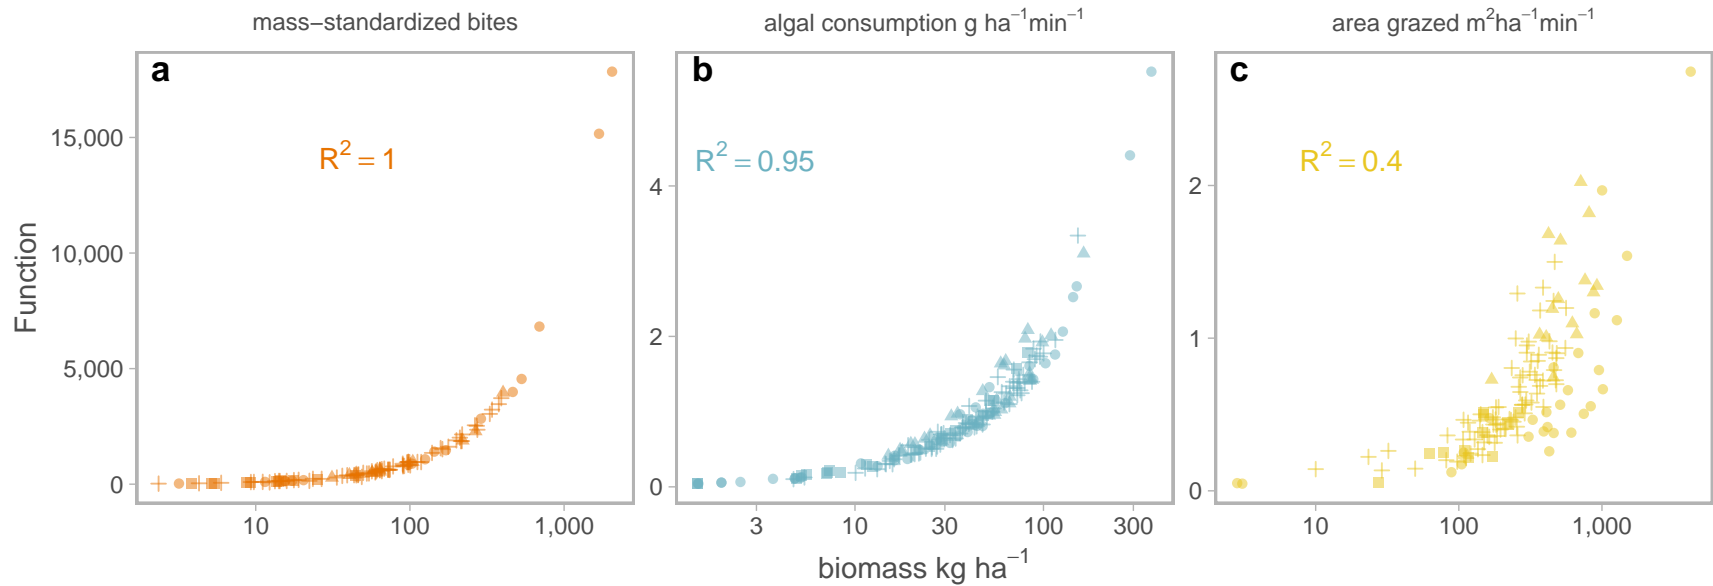 mass−standardized bites
algal consumption g ha⁻¹min⁻¹
area grazed m²ha⁻¹min⁻¹
a
b
c
R² = 1
R² = 0.95
R² = 0.4
Function
15,000
10,000
5,000
0
4
2
0
2
1
0
10 100 1,000
3 10 30 100 300
10 100 1,000
biomass kg ha⁻¹